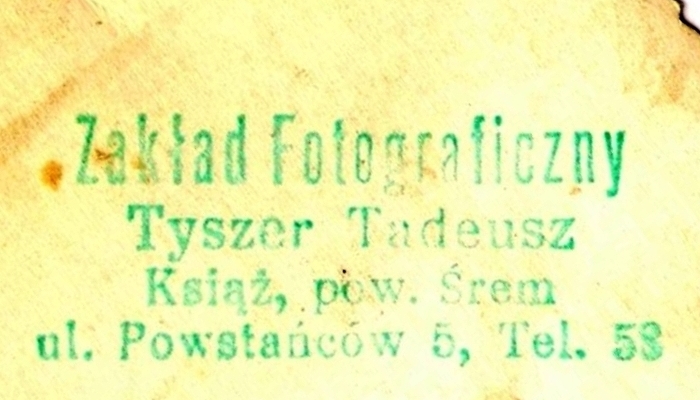 Zakład Fotograficzny
Tyszer Tadeusz
Książ, pow. Śrem
ul. Powstańców 5, Tel. 53